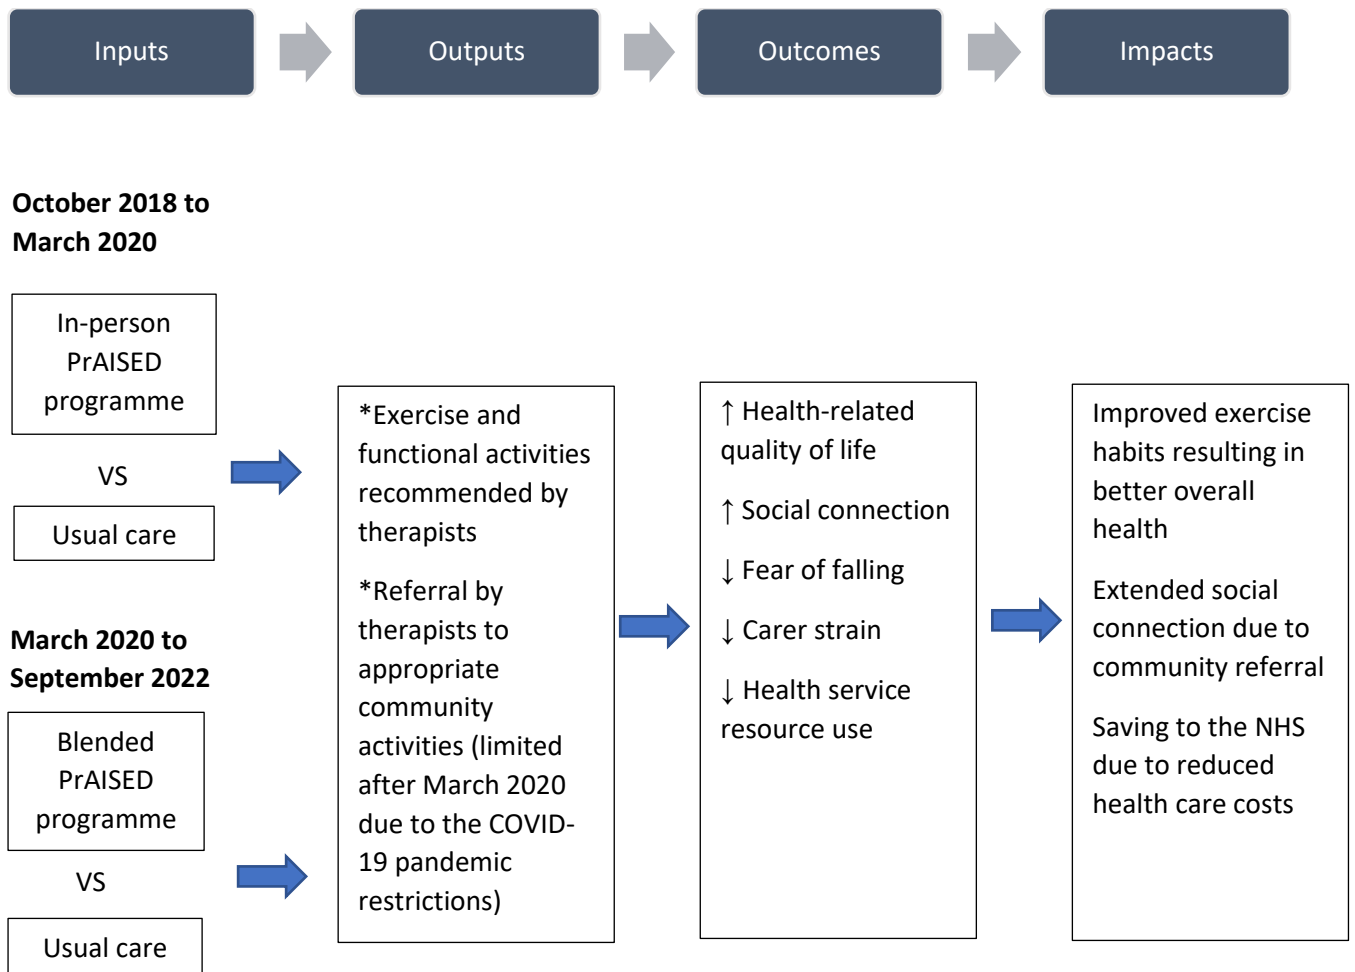 Inputs
Outputs
Outcomes
Impacts
October 2018 to
March 2020
In-person
PrAISED
programme
VS
Usual care
March 2020 to
September 2022
Blended
PrAISED
programme
VS
Usual care
*Exercise and
functional activities
recommended by
therapists
*Referral by
therapists to
appropriate
community
activities (limited
after March 2020
due to the COVID-
19 pandemic
restrictions)
↑ Health-related
quality of life
↑ Social connection
↓ Fear of falling
↓ Carer strain
↓ Health service
resource use
Improved exercise
habits resulting in
better overall
health
Extended social
connection due to
community referral
Saving to the NHS
due to reduced
health care costs